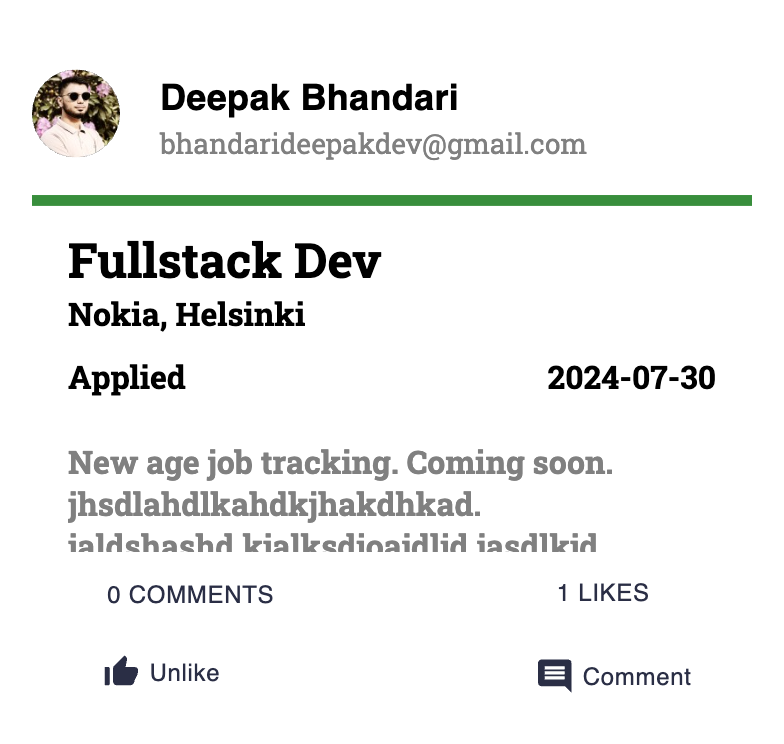 Deepak Bhandari
bhandarideepakdev@gmail.com
Fullstack Dev
Nokia, Helsinki
Applied 2024-07-30
New age job tracking. Coming soon.
jhsdlahdlkahdkjhakdhkad.
0 COMMENTS 1 LIKES
Unlike Comment